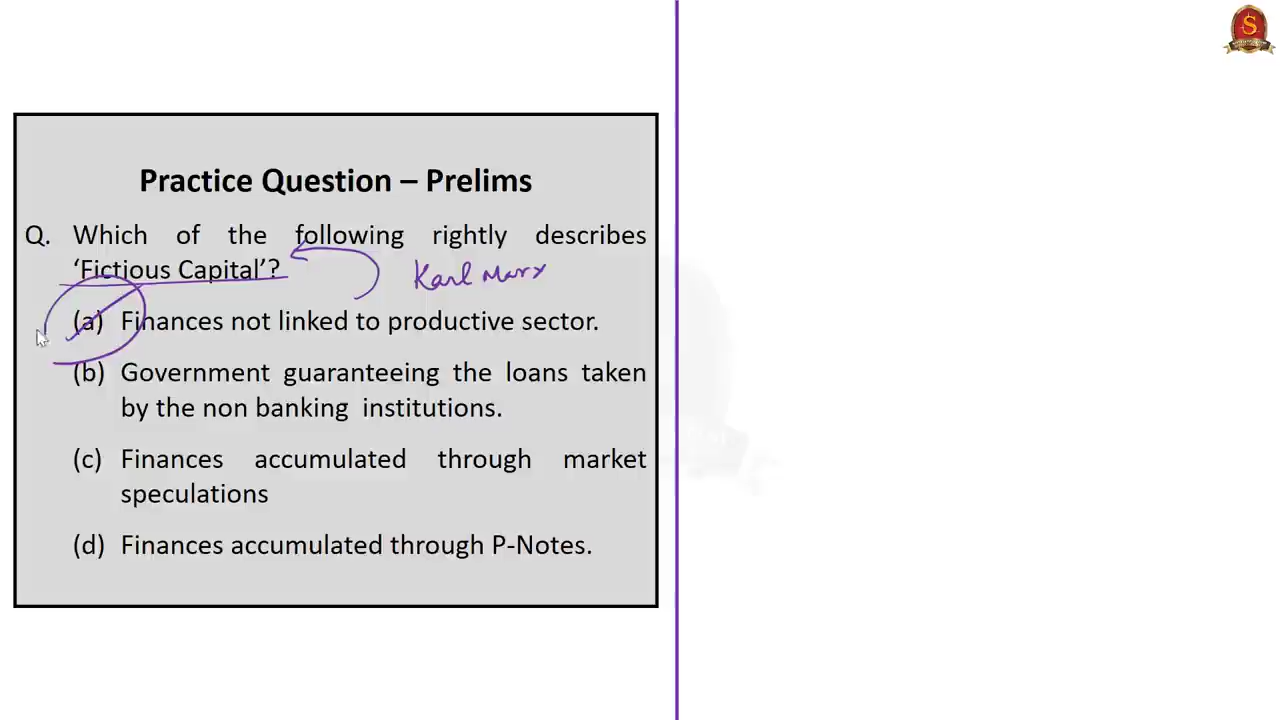 Practice Question – Prelims
Q. Which of the following rightly describes
‘Fictious Capital’?
Karl Marx
(a) Finances not linked to productive sector.
(b) Government guaranteeing the loans taken
by the non banking institutions.
(c) Finances accumulated through market
speculations
(d) Finances accumulated through P-Notes.
S